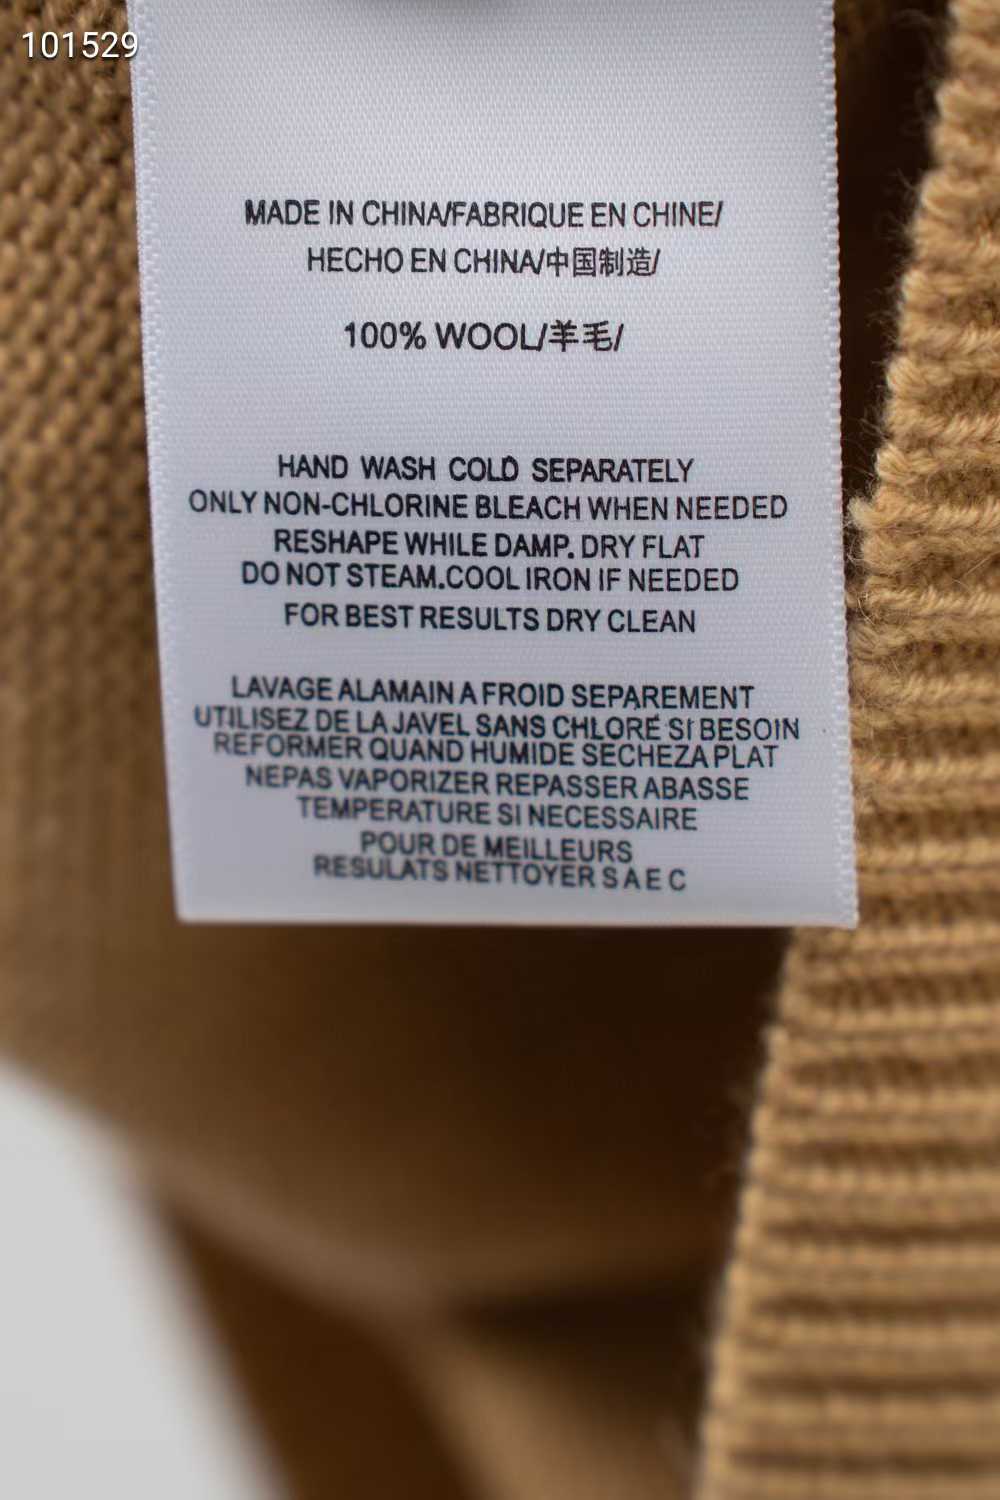 101529
MADE IN CHINA/FABRIQUE EN CHINE/
HECHO EN CHINA/中国制造/
100% WOOL/羊毛/
HAND WASH COLD SEPARATELY
ONLY NON-CHLORINE BLEACH WHEN NEEDED
RESHAPE WHILE DAMP. DRY FLAT
DO NOT STEAM.COOL IRON IF NEEDED
FOR BEST RESULTS DRY CLEAN
LAVAGE ALAMAIN A FROID SEPAREMENT
UTILISEZ DE LA JAVEL SANS CHLORE SI BESOIN
REFORMER QUAND HUMIDE SECHEZA PLAT
NEPAS VAPORIZER REPASSER ABASSE
TEMPERATURE SI NECESSAIRE
POUR DE MEILLEURS
RESULATS NETTOYER S A E C